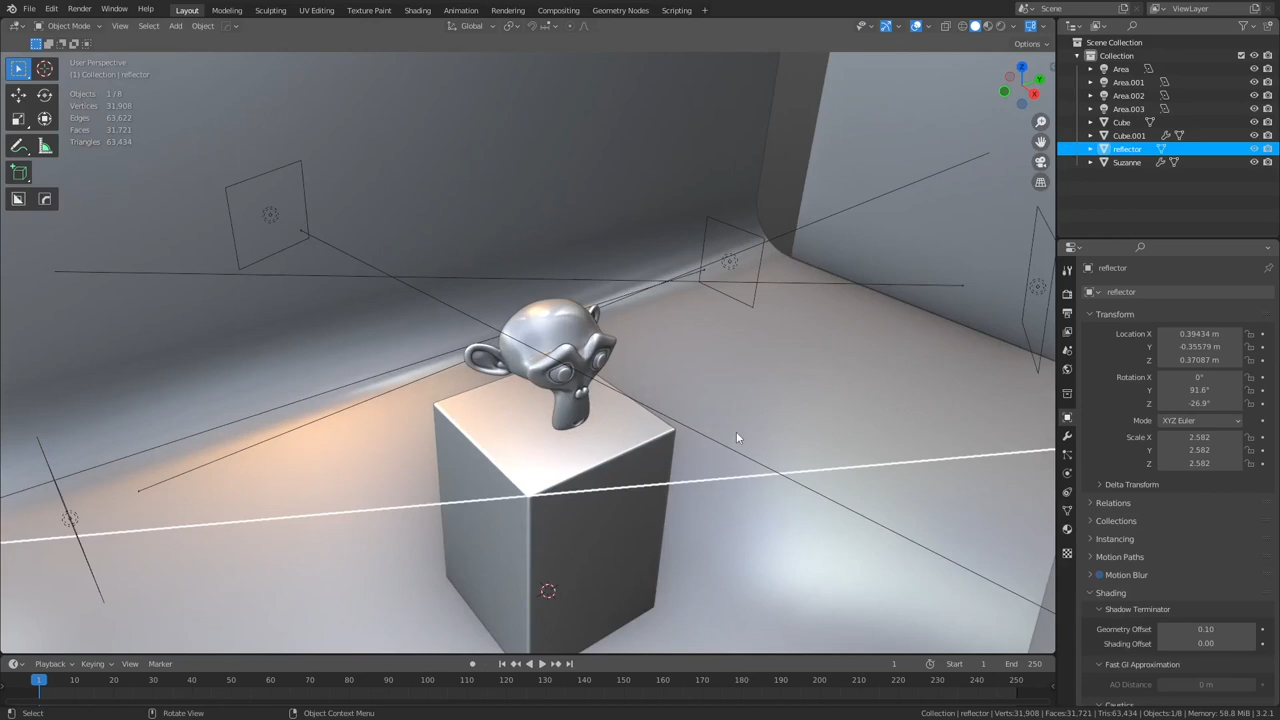 File Edit Render Window Help Layout Modeling Sculpting UV Editing Texture Paint Shading Animation Rendering Compositing Geometry Nodes Scripting + Scene ViewLayer
Object Mode View Select Add Object Global
Options
User Perspective
(1) Collection | reflector
Objects 1 / 8
Vertices 31,908
Edges 63,622
Faces 31,721
Triangles 63,434
Z
Y
X
Scene Collection
Collection
Area
Area.001
Area.002
Area.003
Cube
Cube.001
reflector
Suzanne
reflector
reflector
Transform
Location X 0.39434 m
Y -0.35579 m
Z 0.37087 m
Rotation X 0°
Y 91.6°
Z -26.9°
Mode XYZ Euler
Scale X 2.582
Y 2.582
Z 2.582
Delta Transform
Relations
Collections
Instancing
Motion Paths
Motion Blur
Shading
Shadow Terminator
Geometry Offset 0.10
Shading Offset 0.00
Fast GI Approximation
AO Distance 0 m
Playback Keying View Marker 1 Start 1 End 250
1 10 20 30 40 50 60 70 80 90 100 110 120 130 140 150 160 170 180 190 200 210 220 230 240 250
Select Rotate View Object Context Menu Collection | reflector | Verts:31,908 | Faces:31,721 | Tris:63,434 | Objects:1/8 | Memory: 58.8 MiB | 3.2.1